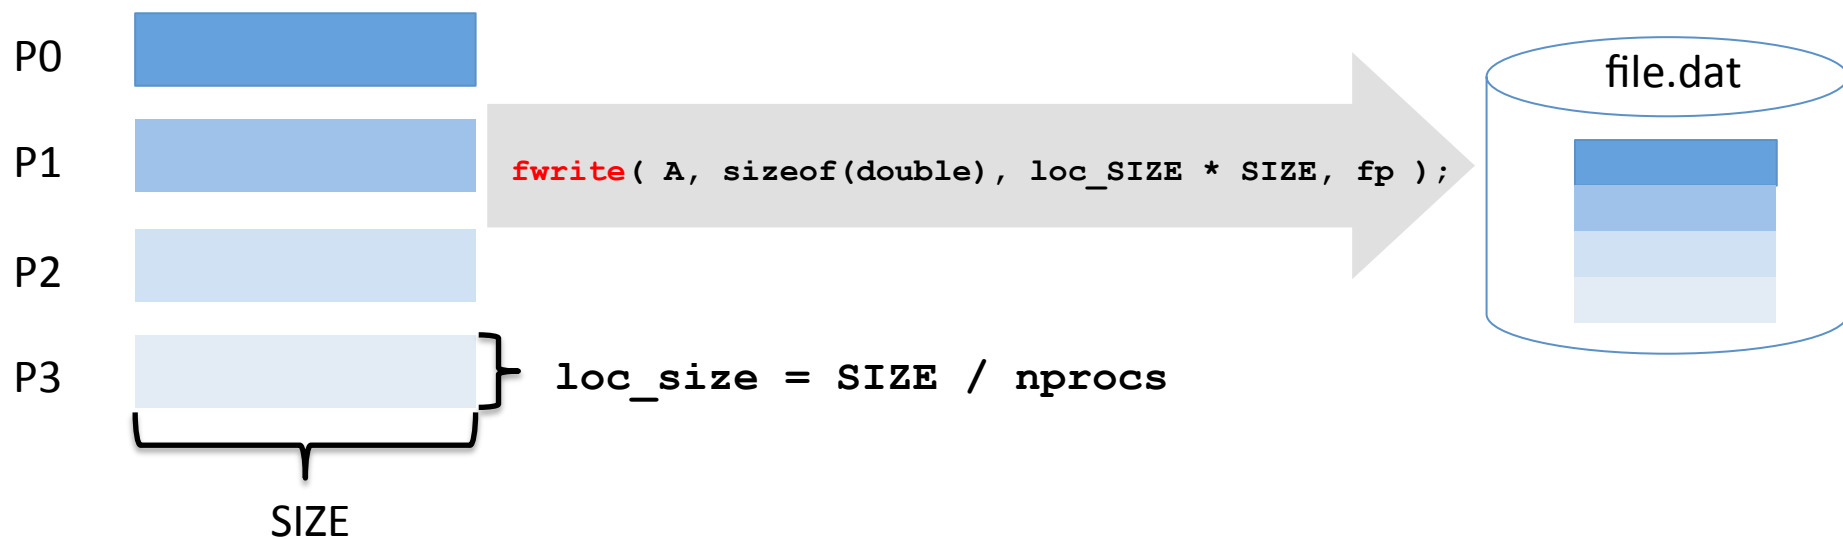 P0
file.dat
P1
fwrite( A, sizeof(double), loc_SIZE * SIZE, fp );
P2
P3
loc_size = SIZE / nprocs
SIZE